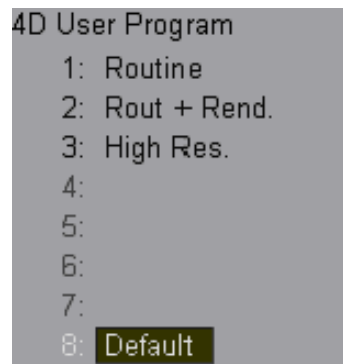 4D User Program
1: Routine
2: Rout + Rend.
3: High Res.
4:
5:
6:
7:
8: Default